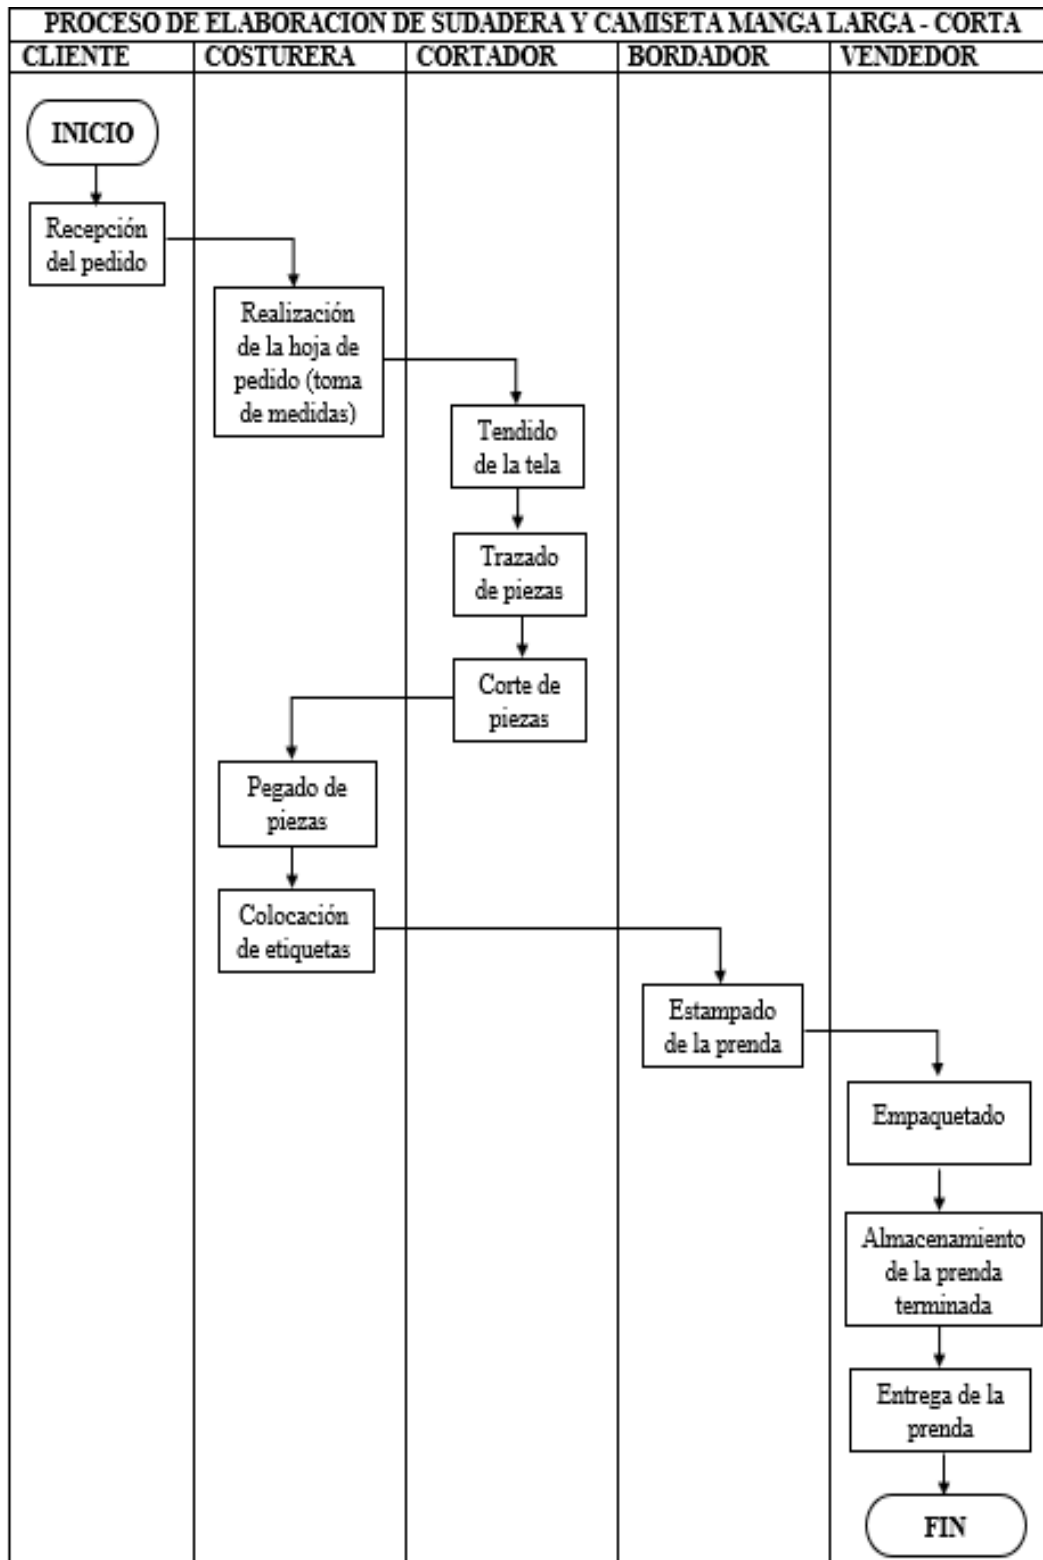 PROCESO DE ELABORACION DE SUDADERA Y CAMISETA MANGA LARGA - CORTA
CLIENTE
COSTURERA
CORTADOR
BORDADOR
VENDEDOR
INICIO
Recepción
del pedido
Realización
de la hoja de
pedido (toma
de medidas)
Tendido
de la tela
Trazado
de piezas
Corte de
piezas
Pegado de
piezas
Colocación
de etiquetas
Estampado
de la prenda
Empaquetado
Almacenamiento
de la prenda
terminada
Entrega de la
prenda
FIN